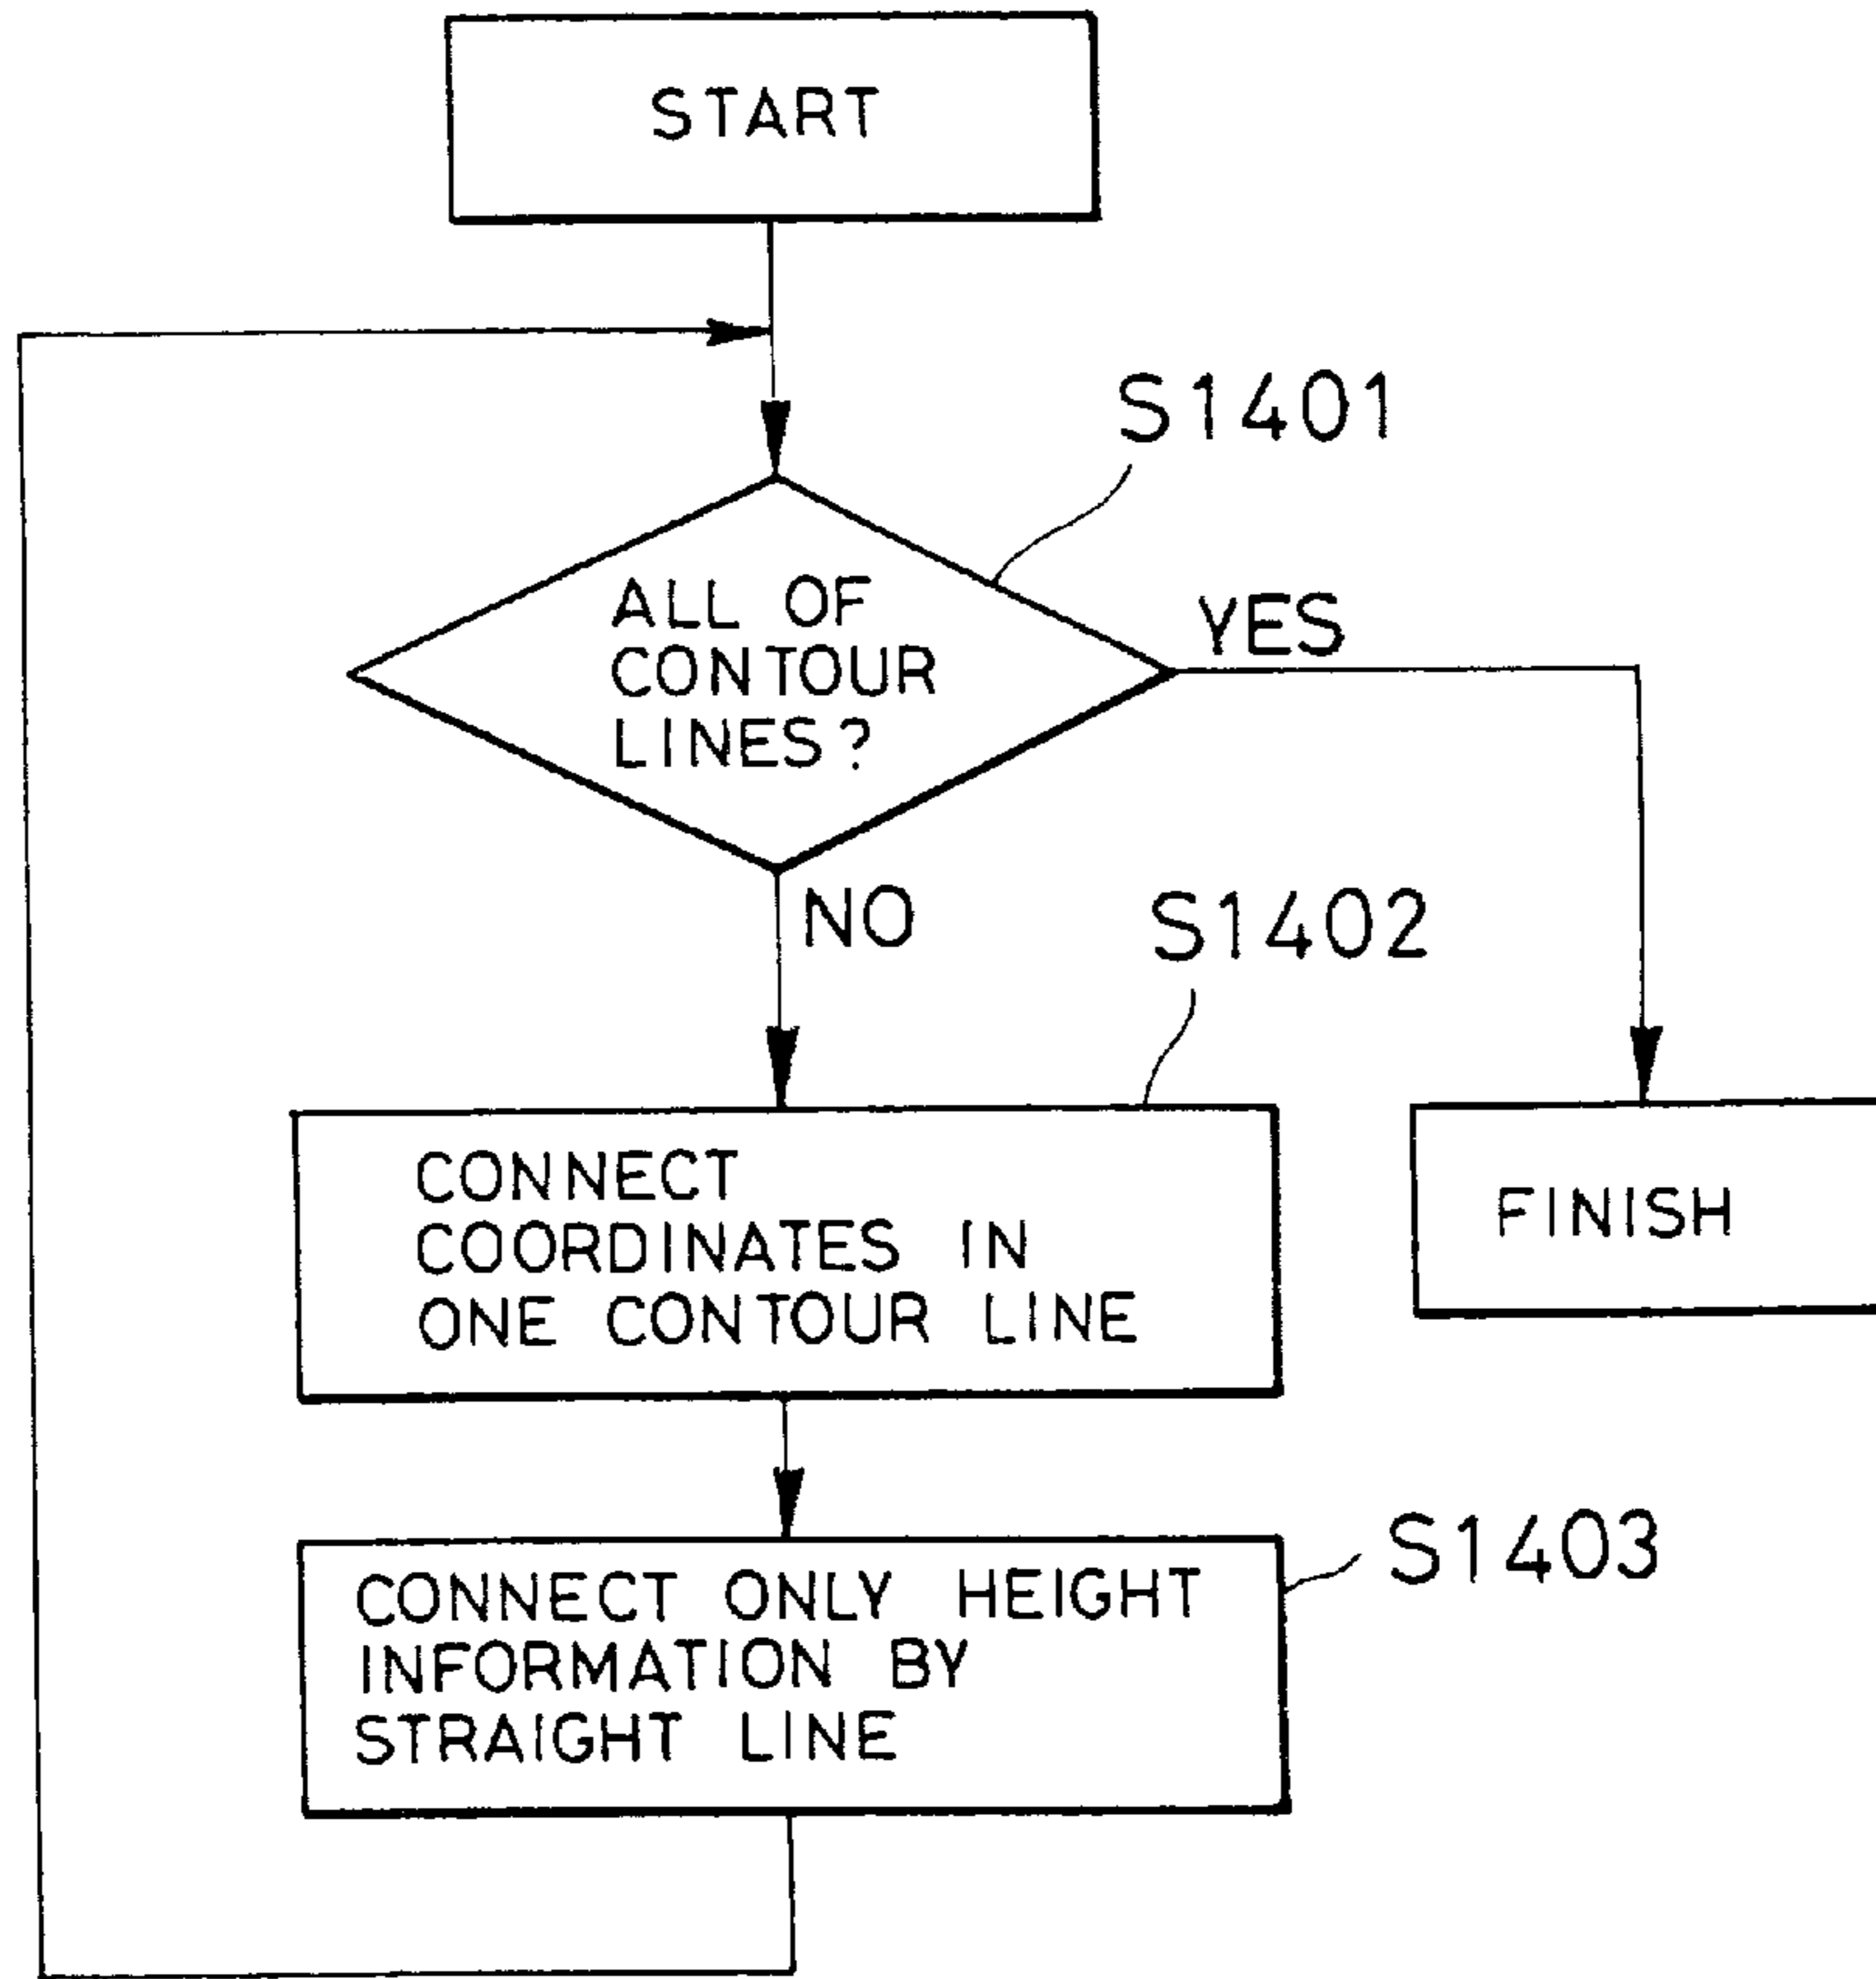 START
S1401
ALL OF
CONTOUR
LINES?
YES
NO
S1402
CONNECT
COORDINATES IN
ONE CONTOUR LINE
FINISH
S1403
CONNECT ONLY HEIGHT
INFORMATION BY
STRAIGHT LINE